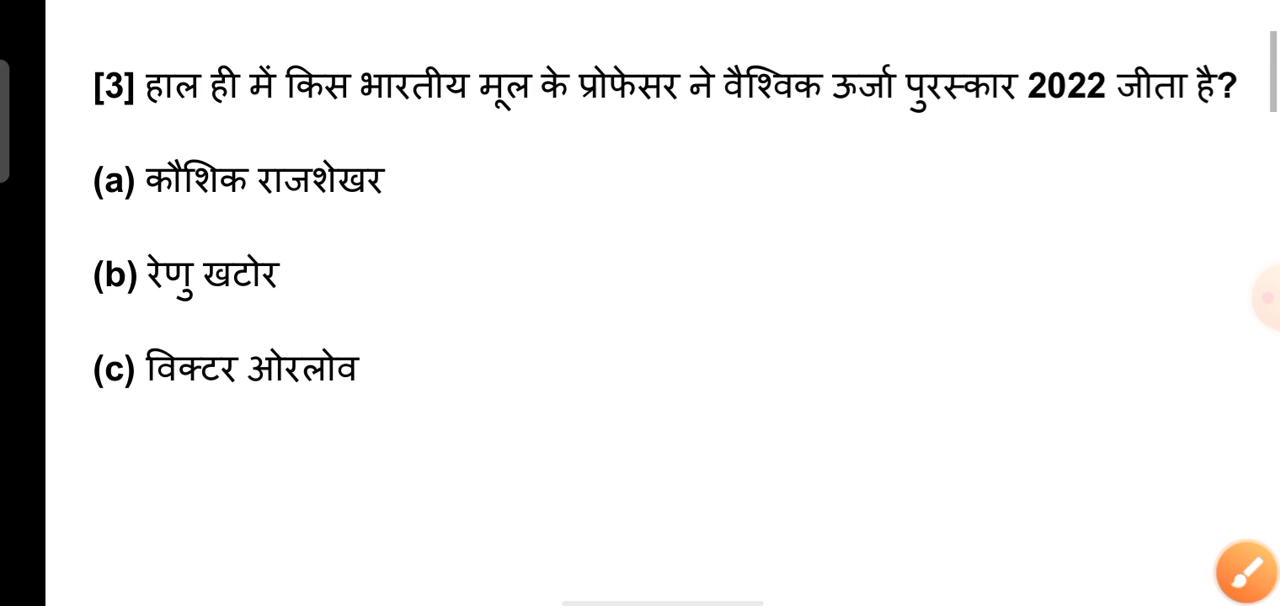 [3] हाल ही में किस भारतीय मूल के प्रोफेसर ने वैश्विक ऊर्जा पुरस्कार 2022 जीता है?
(a) कौशिक राजशेखर
(b) रेणु खटोर
(c) विक्टर ओरलोव